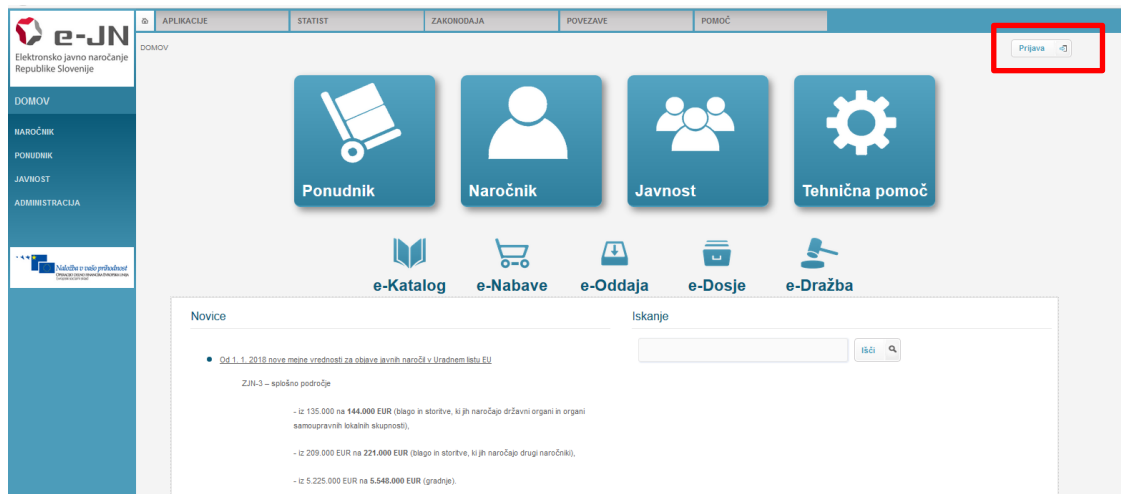 e-JN
Elektronsko javno naročanje
Republike Slovenije
DOMOV
NAROČNIK
PONUDNIK
JAVNOST
ADMINISTRACIJA
Naložba v vašo prihodnost
APLIKACIJE
STATIST
ZAKONODAJA
POVEZAVE
POMOČ
DOMOV
Prijava
Ponudnik
Naročnik
Javnost
Tehnična pomoč
e-Katalog
e-Nabave
e-Oddaja
e-Dosje
e-Dražba
Novice
Od 1. 1. 2018 nove mejne vrednosti za objave javnih naročil v Uradnem listu EU
ZJN-3 – splošno področje
- iz 135.000 na 144.000 EUR (blago in storitve, ki jih naročajo državni organi in organi
samoupravnih lokalnih skupnosti),
- iz 209.000 EUR na 221.000 EUR (blago in storitve, ki jih naročajo drugi naročniki),
- iz 5.225.000 EUR na 5.548.000 EUR (gradnje).
Iskanje
Išči